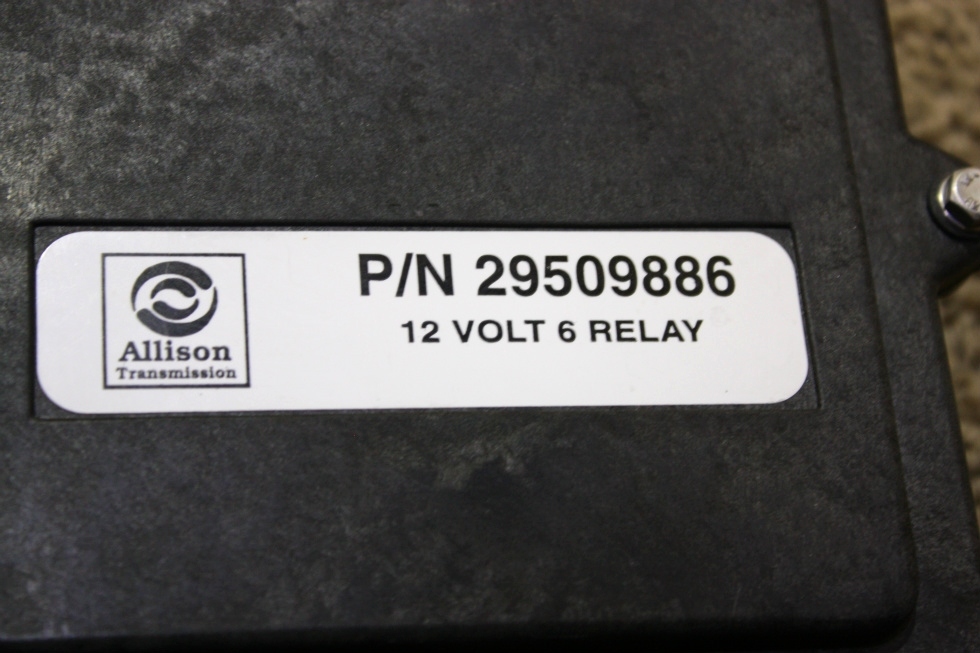 Allison
Transmission
P/N 29509886
12 VOLT 6 RELAY